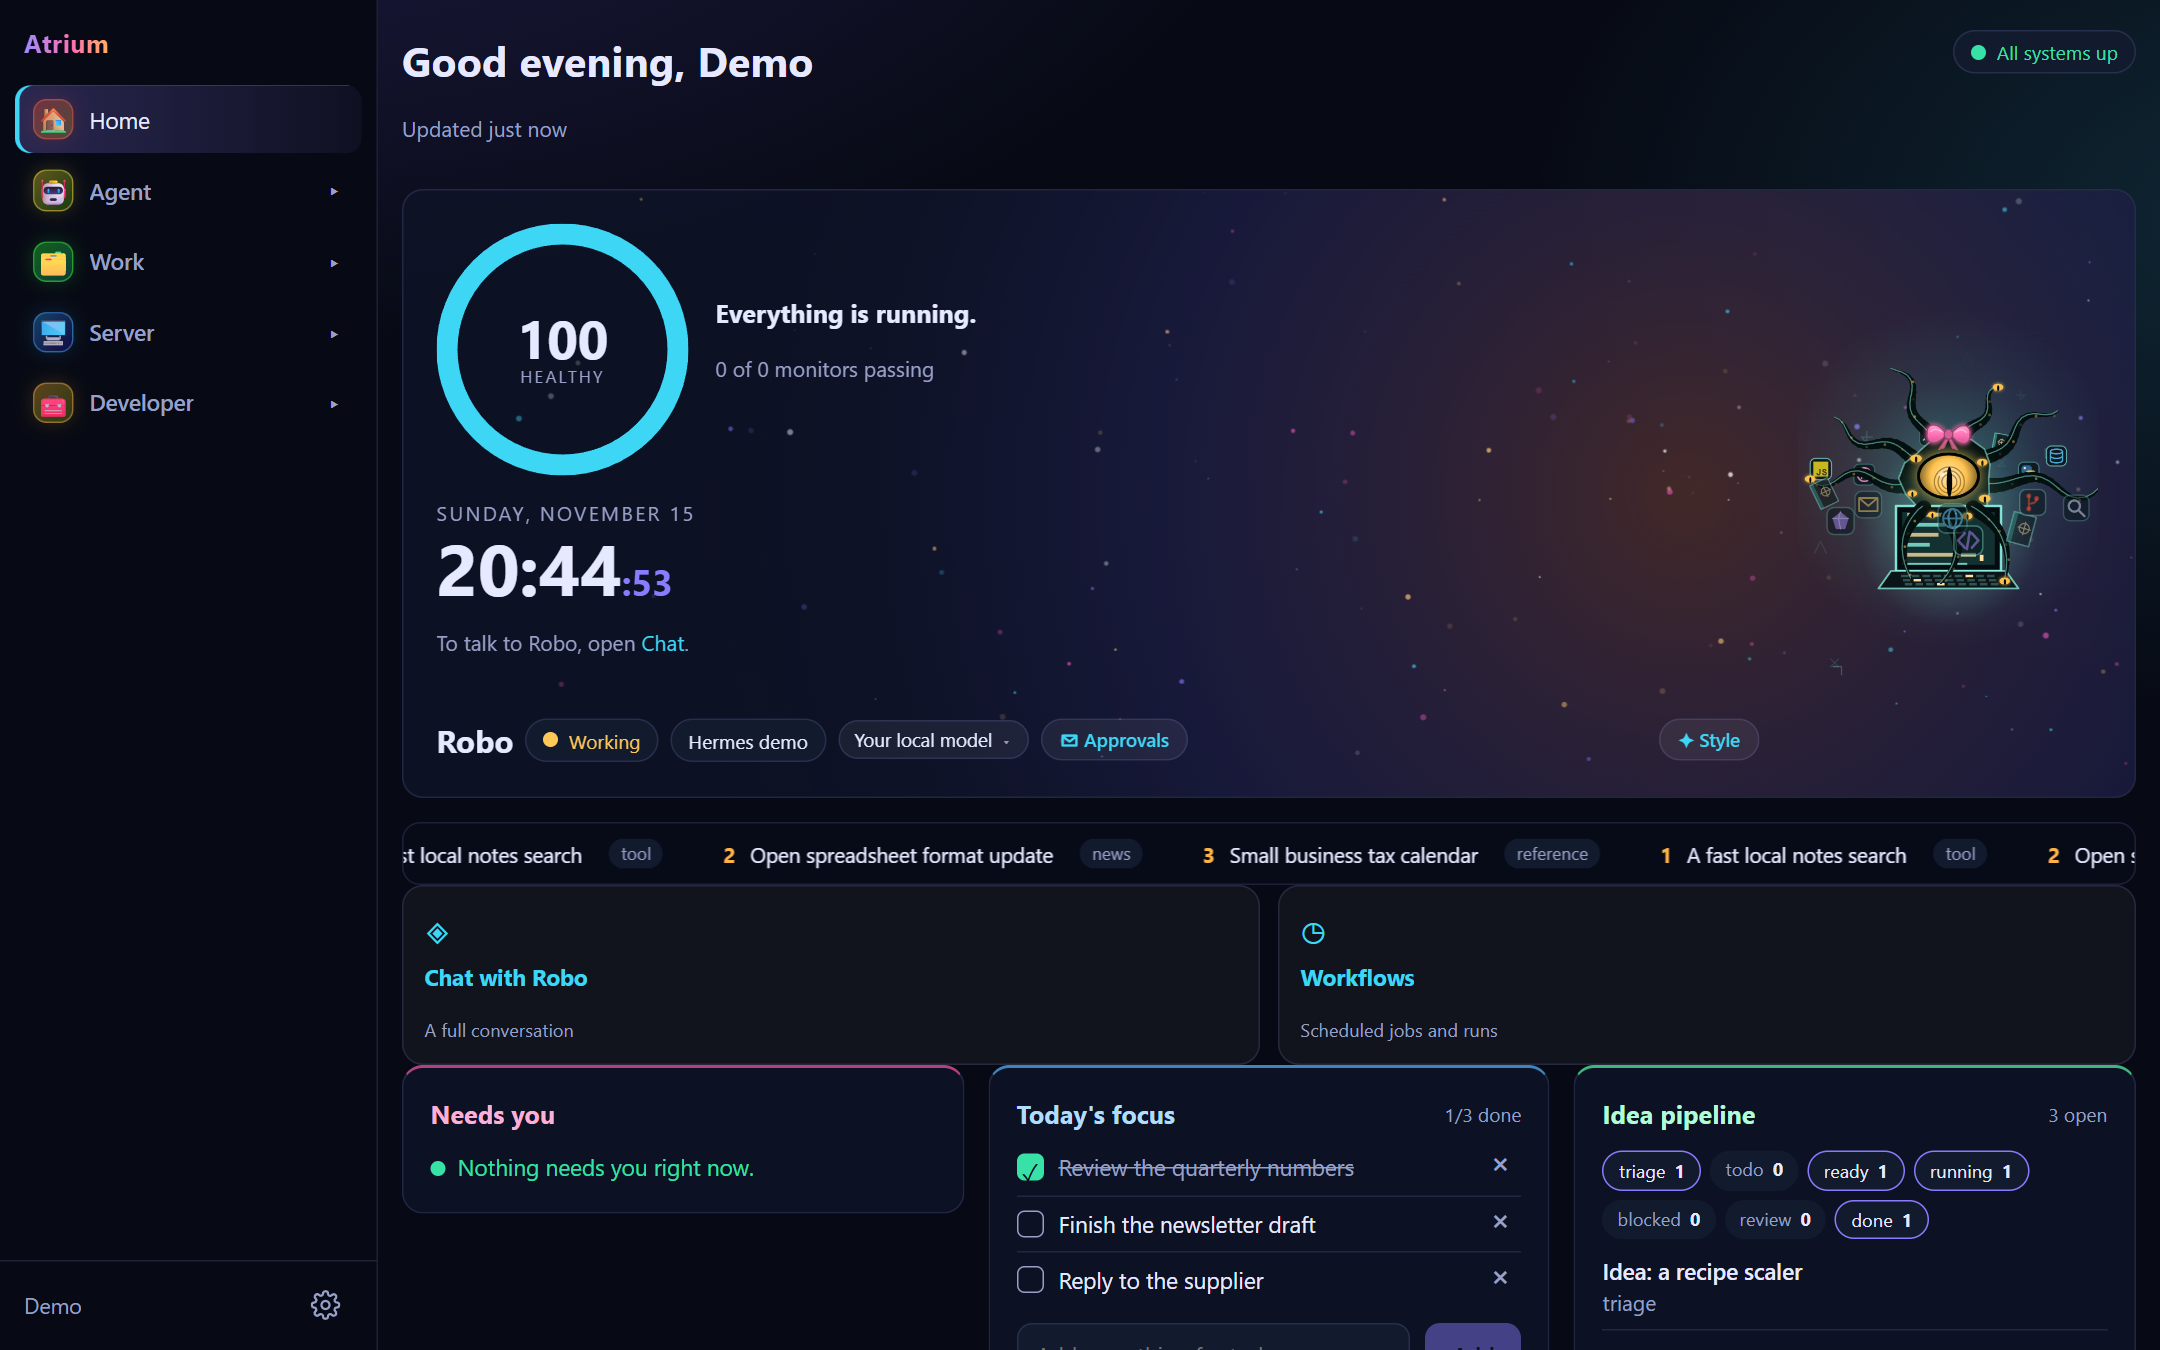 Atrium
Home
Agent
Work
Server
Developer
Demo
Good evening, Demo
Updated just now
All systems up
100
HEALTHY
Everything is running.
0 of 0 monitors passing
SUNDAY, NOVEMBER 15
20:44:53
To talk to Robo, open Chat.
Robo
Working
Hermes demo
Your local model
Approvals
Style
JS
st local notes search tool 2 Open spreadsheet format update news 3 Small business tax calendar reference 1 A fast local notes search tool 2 Open
Chat with Robo
A full conversation
Workflows
Scheduled jobs and runs
Needs you
Nothing needs you right now.
Today's focus 1/3 done
Review the quarterly numbers
Finish the newsletter draft
Reply to the supplier
Idea pipeline 3 open
triage 1 todo 0 ready 1 running 1
blocked 0 review 0 done 1
Idea: a recipe scaler
triage